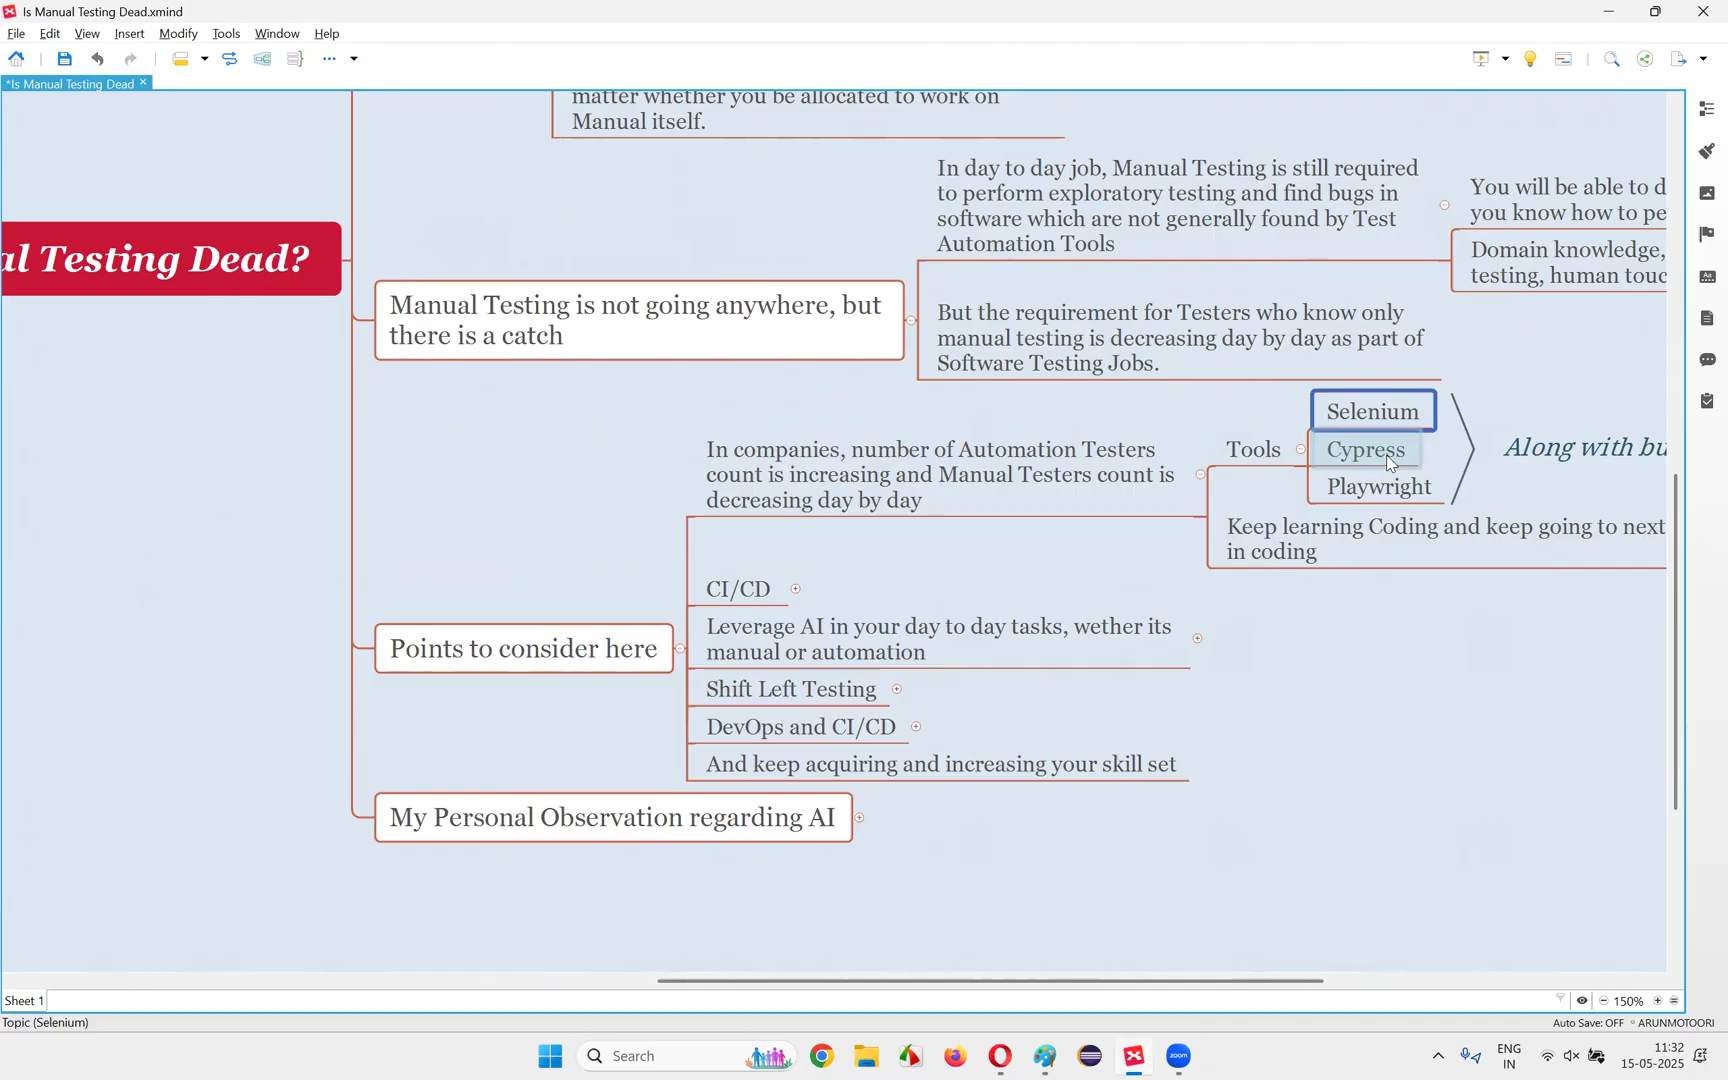 Is Manual Testing Dead.xmind
File Edit View Insert Modify Tools Window Help
*Is Manual Testing Dead
matter whether you be allocated to work on
Manual itself.
al Testing Dead?
Manual Testing is not going anywhere, but
there is a catch
In day to day job, Manual Testing is still required
to perform exploratory testing and find bugs in
software which are not generally found by Test
Automation Tools
You will be able to d
you know how to pe
Domain knowledge,
testing, human touc
But the requirement for Testers who know only
manual testing is decreasing day by day as part of
Software Testing Jobs.
Points to consider here
In companies, number of Automation Testers
count is increasing and Manual Testers count is
decreasing day by day
Tools
Selenium
Cypress
Playwright
Along with bu
Keep learning Coding and keep going to next
in coding
CI/CD
Leverage AI in your day to day tasks, wether its
manual or automation
Shift Left Testing
DevOps and CI/CD
And keep acquiring and increasing your skill set
My Personal Observation regarding AI
Sheet 1
150%
Topic (Selenium)
Auto Save: OFF
ARUNMOTOORI
Search
zoom
ENG
IN
11:32
15-05-2025